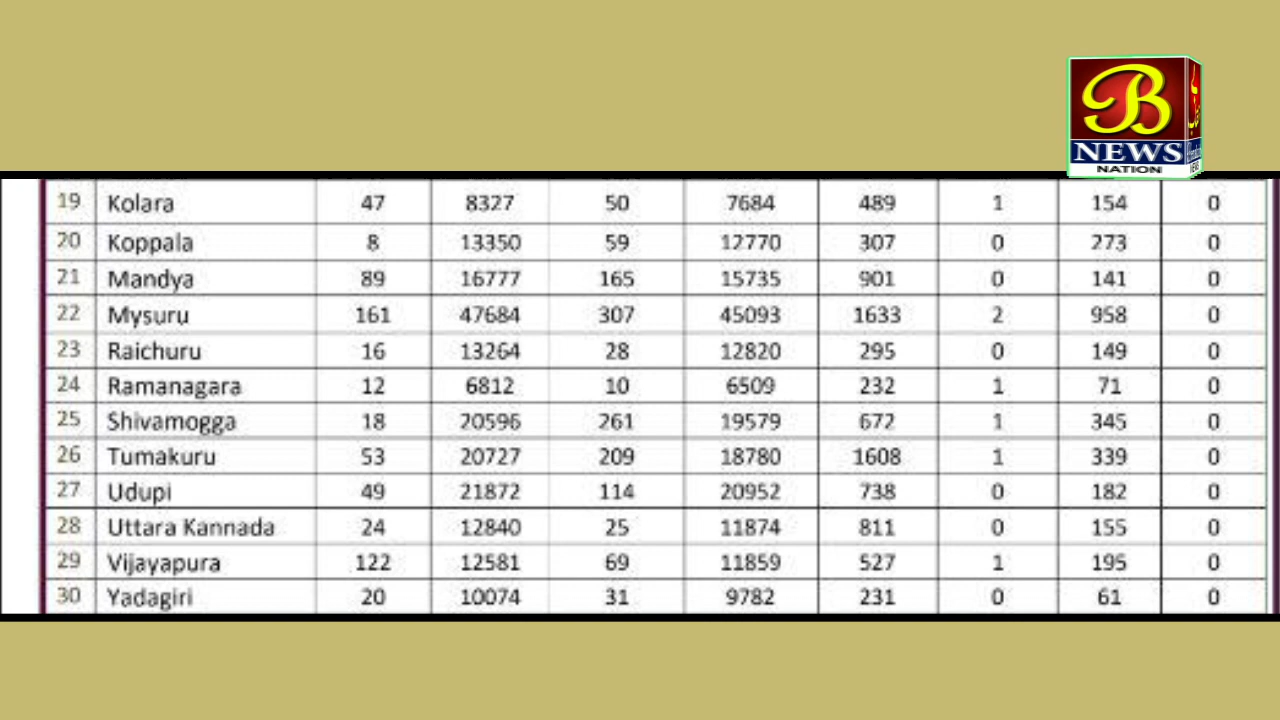 B
NEWS
NATION
19 Kolara 47 8327 50 7684 489 1 154 0
20 Koppala 8 13350 59 12770 307 0 273 0
21 Mandya 89 16777 165 15735 901 0 141 0
22 Mysuru 161 47684 307 45093 1633 2 958 0
23 Raichuru 16 13264 28 12820 295 0 149 0
24 Ramanagara 12 6812 10 6509 232 1 71 0
25 Shivamogga 18 20596 261 19579 672 1 345 0
26 Tumakuru 53 20727 209 18780 1608 1 339 0
27 Udupi 49 21872 114 20952 738 0 182 0
28 Uttara Kannada 24 12840 25 11874 811 0 155 0
29 Vijayapura 122 12581 69 11859 527 1 195 0
30 Yadagiri 20 10074 31 9782 231 0 61 0